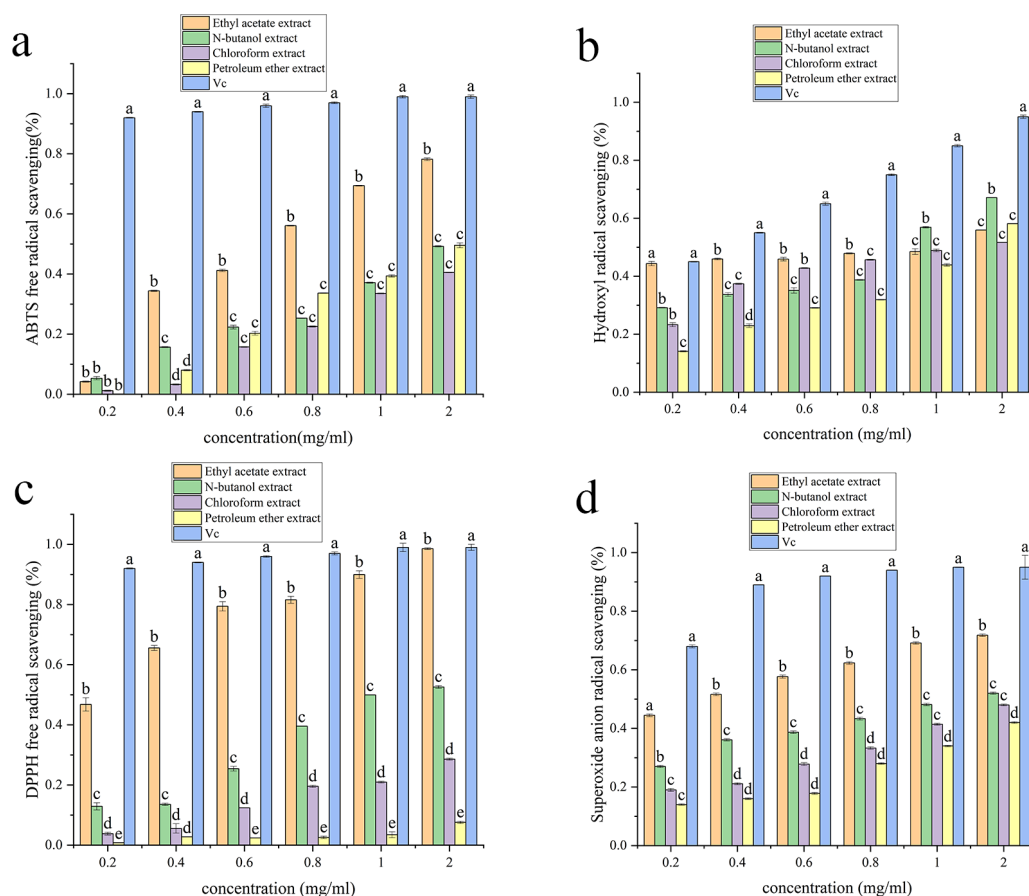 a
Ethyl acetate extract
N-butanol extract
Chloroform extract
Petroleum ether extract
Vc
ABTS free radical scavenging(%)
1.0
0.8
0.6
0.4
0.2
0.0
b b b b a
b c d d a
b c c c a
b c c c a
b c c c a
b c c c a
0.2 0.4 0.6 0.8 1 2
concentration(mg/ml)
b
Ethyl acetate extract
N-butanol extract
Chloroform extract
Petroleum ether extract
Vc
Hydroxyl radical scavenging (%)
1.0
0.8
0.6
0.4
0.2
0.0
a b b c a
b c c d a
b c b c a
b c c c a
c b c c a
c b c c a
0.2 0.4 0.6 0.8 1 2
concentration (mg/ml)
c
Ethyl acetate extract
N-butanol extract
Chloroform extract
Petroleum ether extract
Vc
DPPH free radical scavenging (%)
1.0
0.8
0.6
0.4
0.2
0.0
b c d e a
b c d d a
b c d e a
b c d e a
b c d e a
b c d e a
0.2 0.4 0.6 0.8 1 2
concentration (mg/ml)
d
Ethyl acetate extract
N-butanol extract
Chloroform extract
Petroleum ether extract
Vc
Superoxide anion radical scavenging (%)
1.0
0.8
0.6
0.4
0.2
0.0
a b c c a
b c d d a
b c d d a
b c d d a
b c c d a
b c c d a
0.2 0.4 0.6 0.8 1 2
concentration (mg/ml)